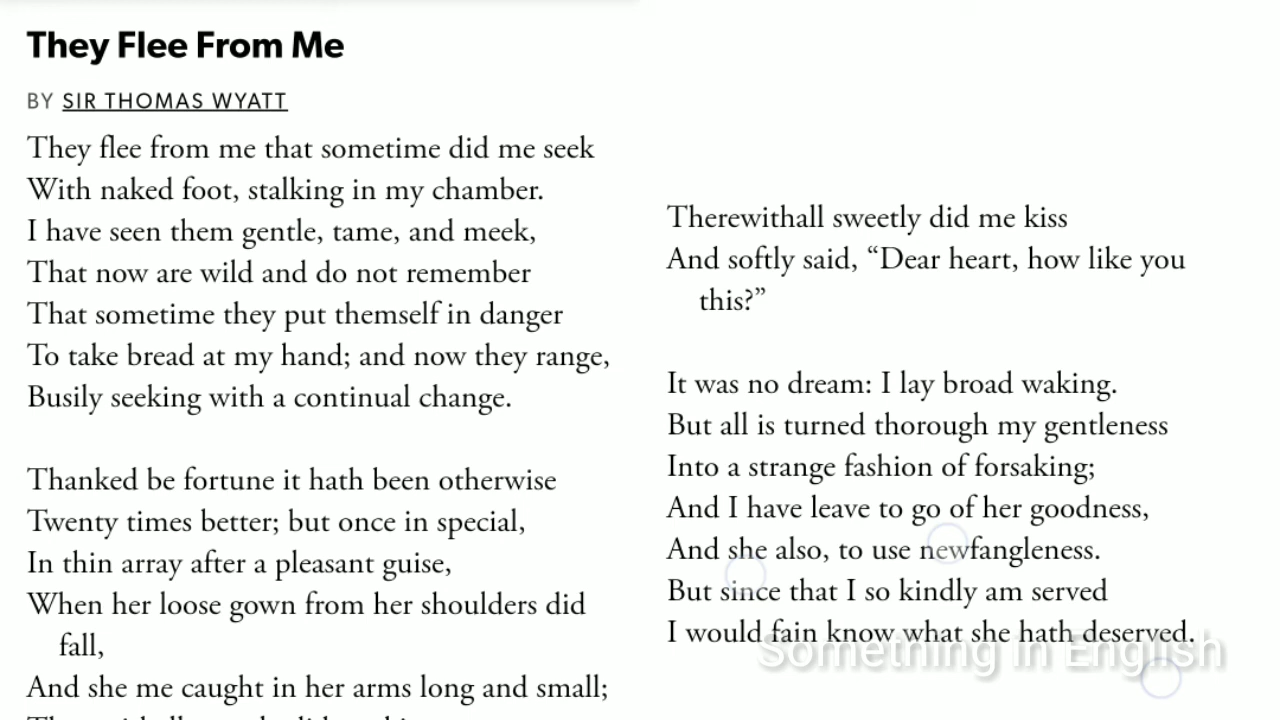 They Flee From Me
BY SIR THOMAS WYATT
They flee from me that sometime did me seek
With naked foot, stalking in my chamber.
I have seen them gentle, tame, and meek,
That now are wild and do not remember
That sometime they put themself in danger
To take bread at my hand; and now they range,
Busily seeking with a continual change.
Thanked be fortune it hath been otherwise
Twenty times better; but once in special,
In thin array after a pleasant guise,
When her loose gown from her shoulders did
fall,
And she me caught in her arms long and small;
Therewithall sweetly did me kiss
And softly said, “Dear heart, how like you
this?”
It was no dream: I lay broad waking.
But all is turned thorough my gentleness
Into a strange fashion of forsaking;
And I have leave to go of her goodness,
And she also, to use newfangleness.
But since that I so kindly am served
I would fain know what she hath deserved.
Something in English